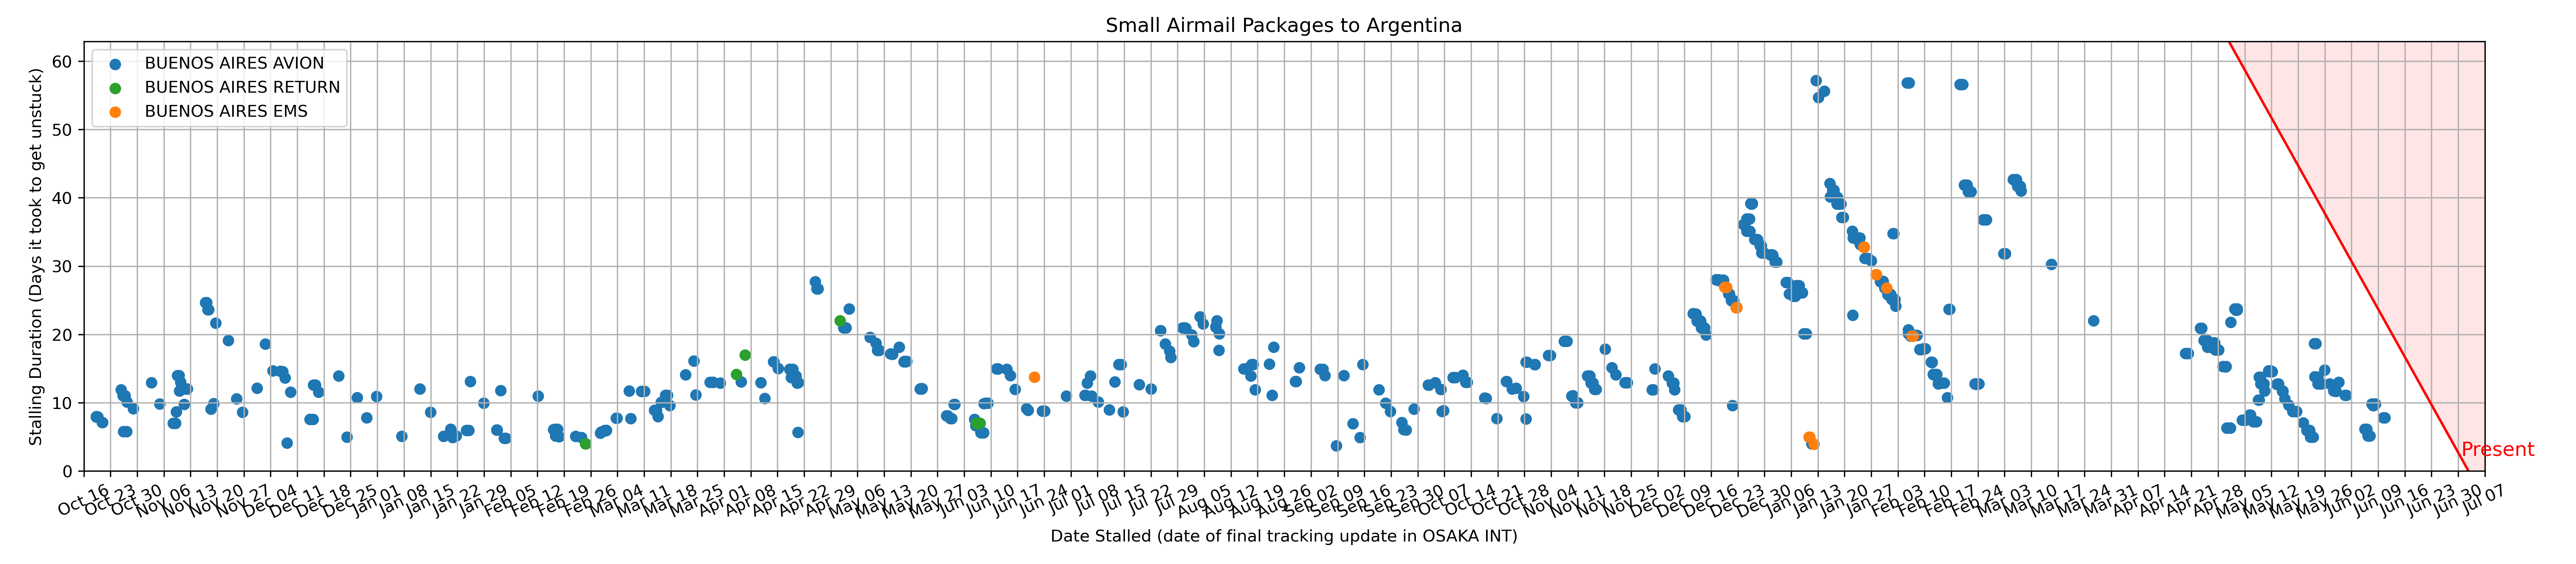 Small Airmail Packages to Argentina
BUENOS AIRES AVION
BUENOS AIRES RETURN
BUENOS AIRES EMS
Stalling Duration (Days it took to get unstuck)
60
50
40
30
20
10
0
Present
Oct 16
Oct 23
Oct 30
Nov 06
Nov 13
Nov 20
Nov 27
Dec 04
Dec 11
Dec 18
Dec 25
Jan 01
Jan 08
Jan 15
Jan 22
Jan 29
Feb 05
Feb 12
Feb 19
Feb 26
Mar 04
Mar 11
Mar 18
Mar 25
Apr 01
Apr 08
Apr 15
Apr 22
Apr 29
May 06
May 13
May 20
May 27
Jun 03
Jun 10
Jun 17
Jun 24
Jul 01
Jul 08
Jul 15
Jul 22
Jul 29
Aug 05
Aug 12
Aug 19
Aug 26
Sep 02
Sep 09
Sep 16
Sep 23
Sep 30
Oct 07
Oct 14
Oct 21
Oct 28
Nov 04
Nov 11
Nov 18
Nov 25
Dec 02
Dec 09
Dec 16
Dec 23
Dec 30
Jan 06
Jan 13
Jan 20
Jan 27
Feb 03
Feb 10
Feb 17
Feb 24
Mar 03
Mar 10
Mar 17
Mar 24
Mar 31
Apr 07
Apr 14
Apr 21
Apr 28
May 05
May 12
May 19
May 26
Jun 02
Jun 09
Jun 16
Jun 23
Jun 30
Jul 07
Date Stalled (date of final tracking update in OSAKA INT)